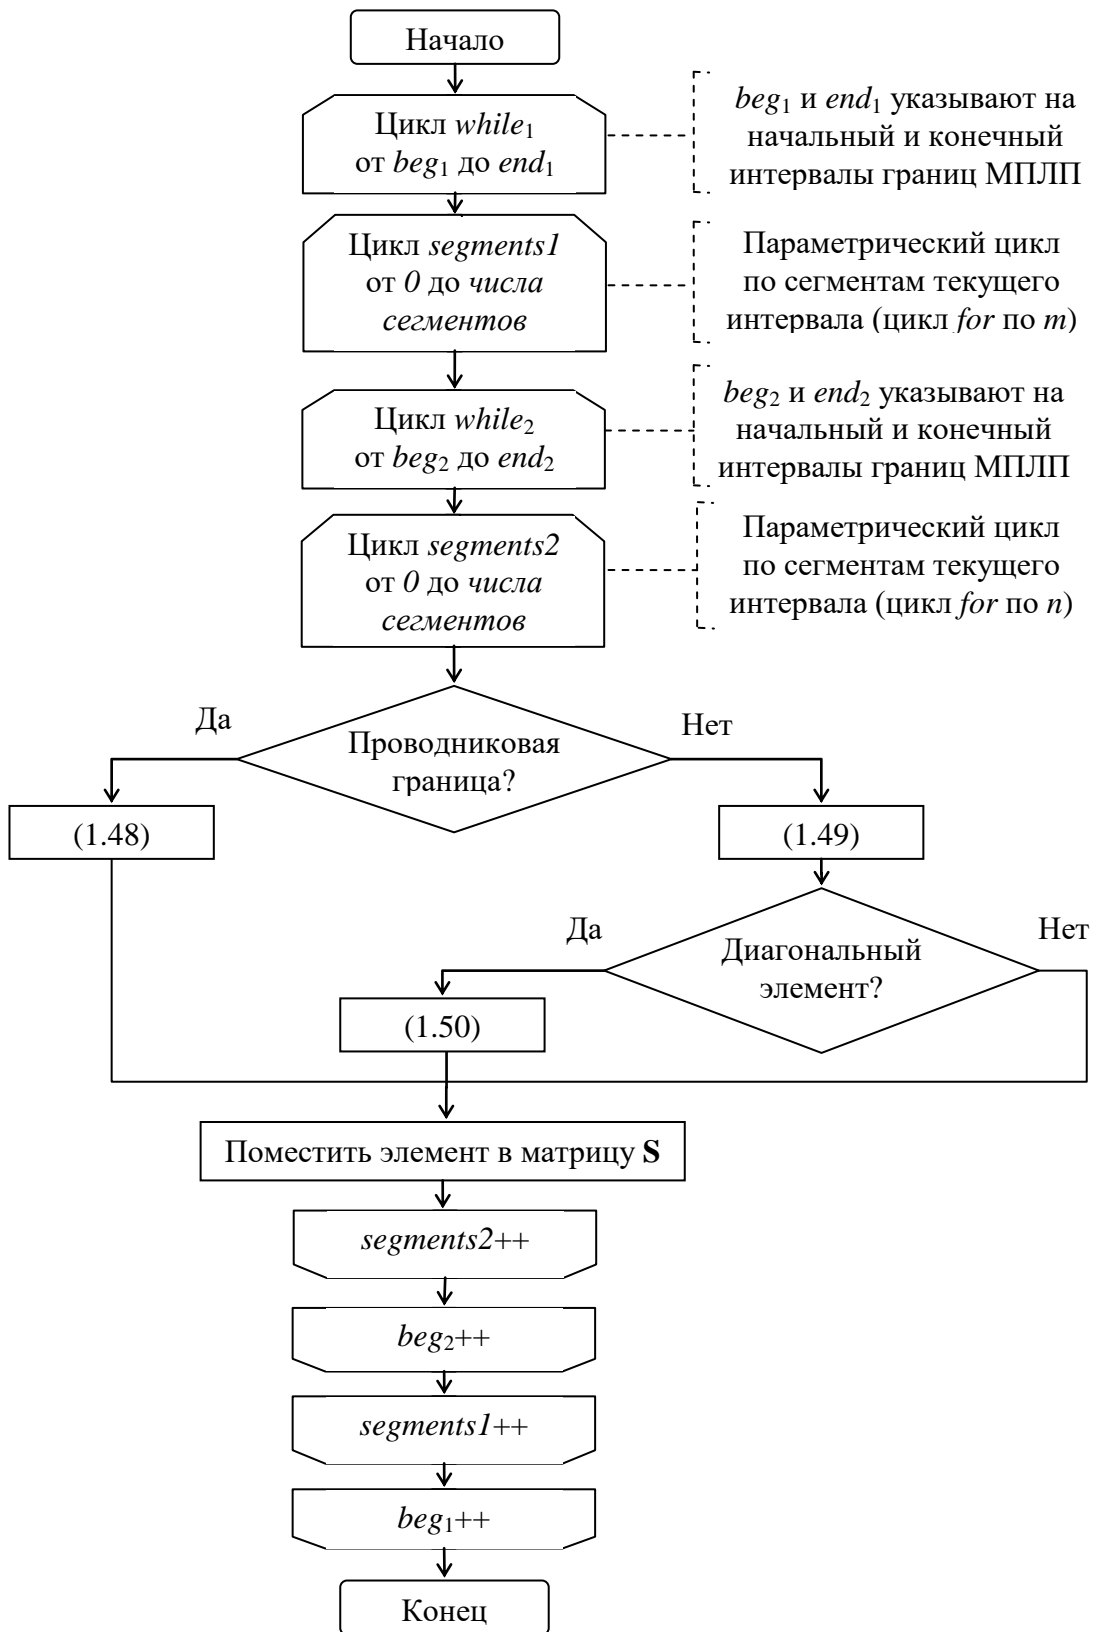 Начало
Цикл while1
от beg1 до end1
beg1 и end1 указывают на
начальный и конечный
интервалы границ МПЛП
Цикл segments1
от 0 до числа
сегментов
Параметрический цикл
по сегментам текущего
интервала (цикл for по m)
Цикл while2
от beg2 до end2
beg2 и end2 указывают на
начальный и конечный
интервалы границ МПЛП
Цикл segments2
от 0 до числа
сегментов
Параметрический цикл
по сегментам текущего
интервала (цикл for по n)
Да
Проводниковая
граница?
Нет
(1.48)
(1.49)
Да
Диагональный
элемент?
Нет
(1.50)
Поместить элемент в матрицу S
segments2++
beg2++
segments1++
beg1++
Конец